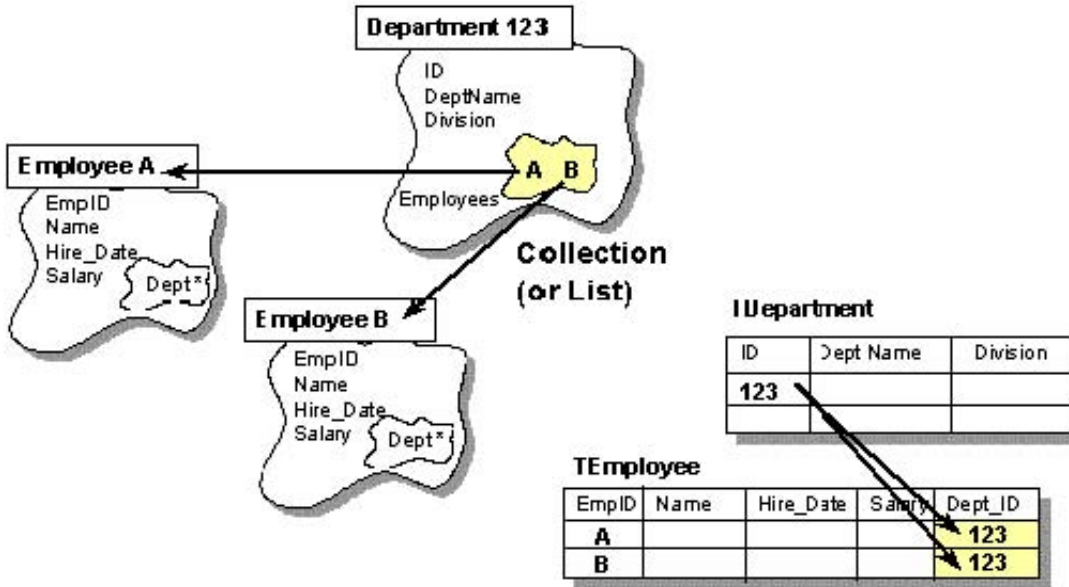 Department 123
ID
DeptName
Division
A B
Employees
Employee A
EmpID
Name
Hire_Date
Salary
Dept*
Collection
(or List)
Employee B
EmpID
Name
Hire_Date
Salary
Dept*
TDepartment
ID Dept Name Division
123
TEmployee
EmpID Name Hire_Date Salary Dept_ID
A 123
B 123